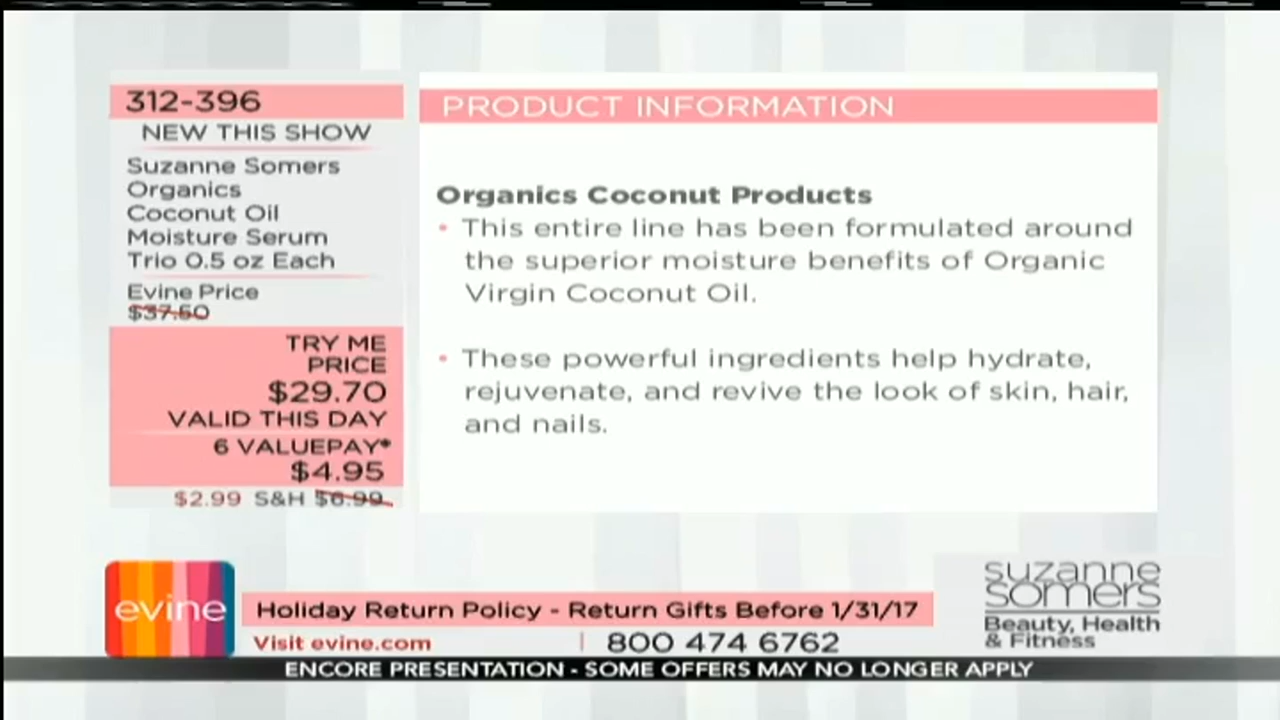 312-396
NEW THIS SHOW
Suzanne Somers
Organics
Coconut Oil
Moisture Serum
Trio 0.5 oz Each
Evine Price
$37.50
TRY ME
PRICE
$29.70
VALID THIS DAY
6 VALUEPAY*
$4.95
$2.99 S&H $6.99
PRODUCT INFORMATION
Organics Coconut Products
• This entire line has been formulated around
the superior moisture benefits of Organic
Virgin Coconut Oil.
• These powerful ingredients help hydrate,
rejuvenate, and revive the look of skin, hair,
and nails.
evine
Holiday Return Policy - Return Gifts Before 1/31/17
Visit evine.com | 800 474 6762
suzanne
somers
Beauty, Health
& Fitness
ENCORE PRESENTATION - SOME OFFERS MAY NO LONGER APPLY